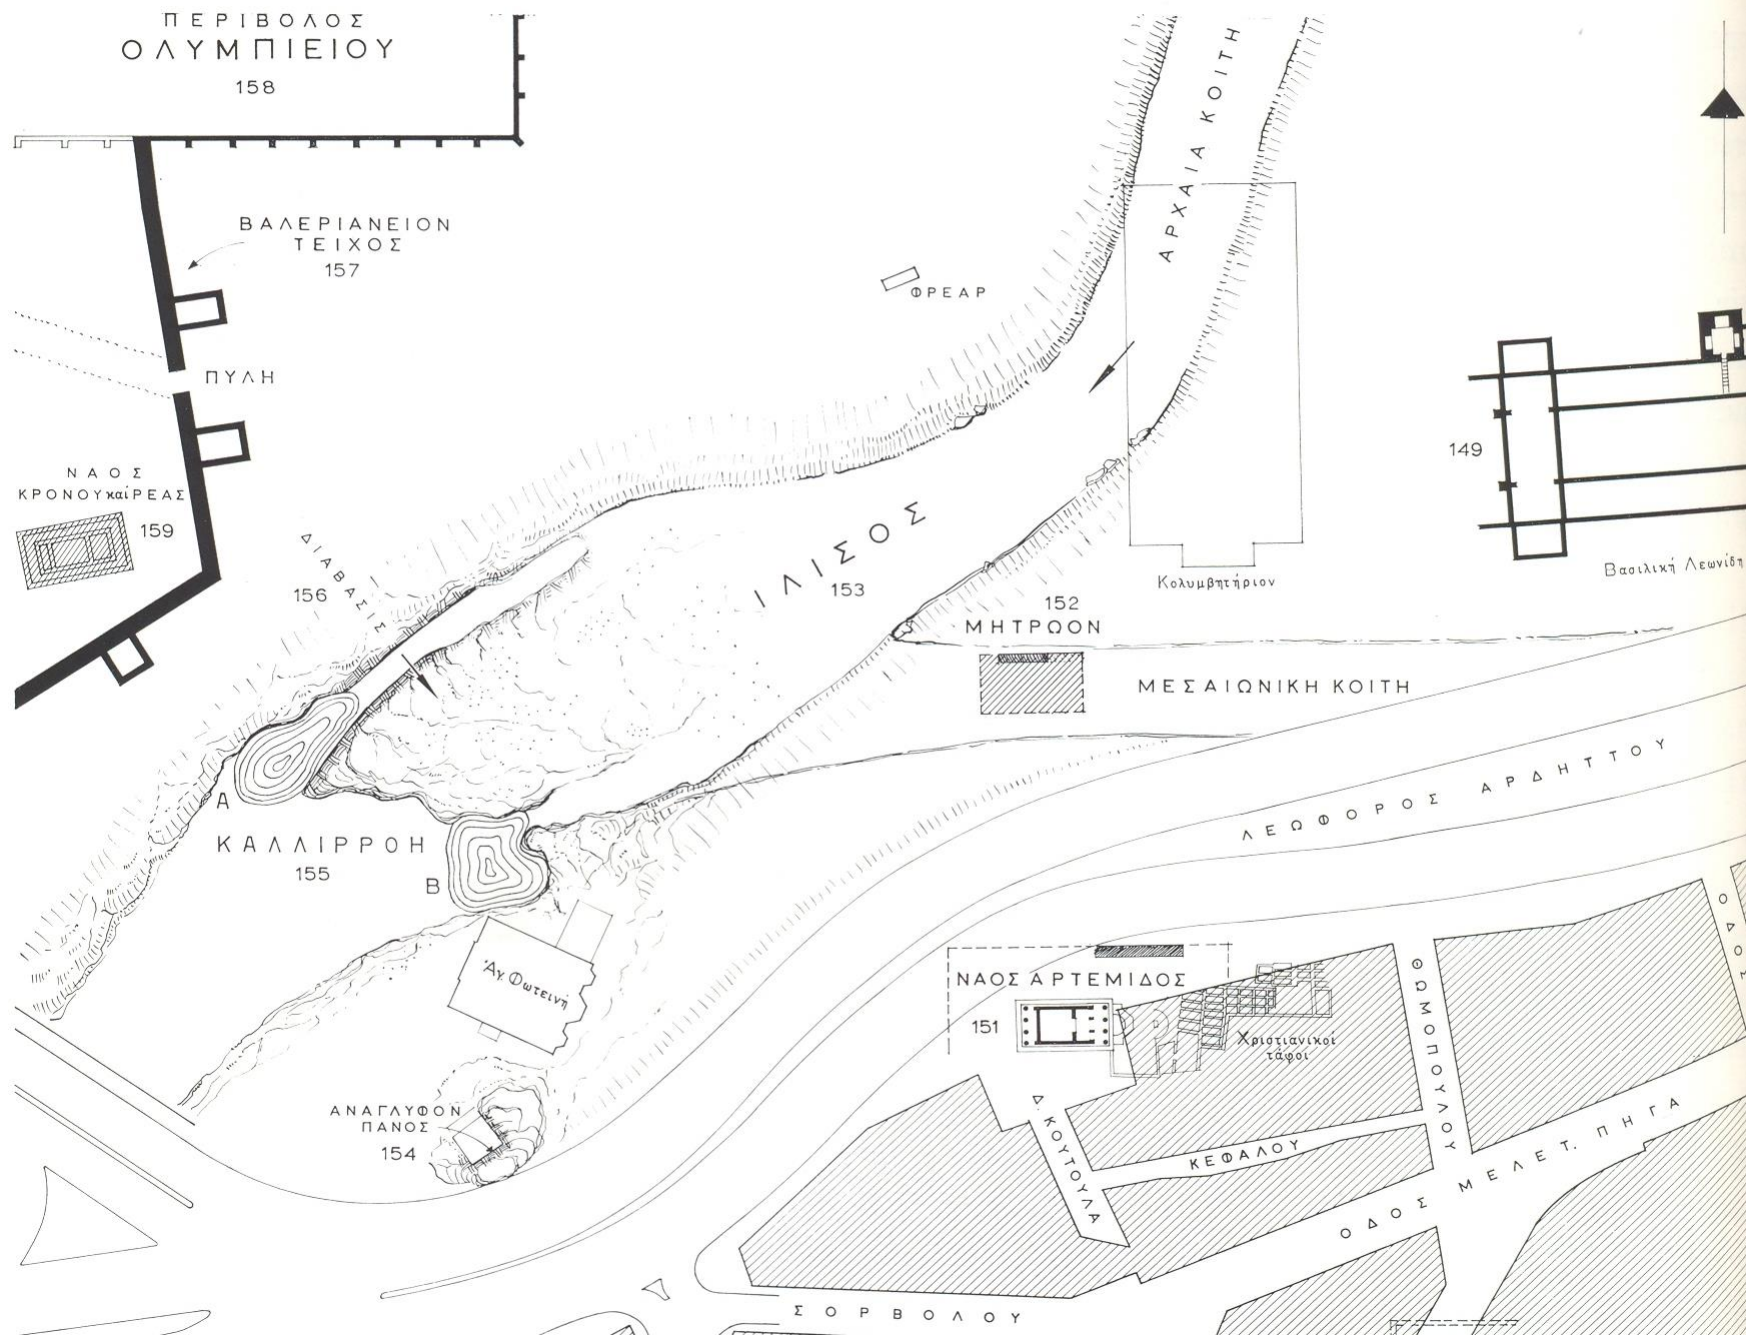 ΠΕΡΙΒΟΛΟΣ
ΟΛΥΜΠΙΕΙΟΥ
158
ΑΡΧΑΙΑ ΚΟΙΤΗ
ΒΑΛΕΡΙΑΝΕΙΟΝ
ΤΕΙΧΟΣ
157
ΦΡΕΑΡ
ΠΥΛΗ
149
ΝΑΟΣ
ΚΡΟΝΟΥ καί ΡΕΑΣ
159
Βασιλική Λεωνίδη
ΔΙΑΒΑΣΙΣ
156
ΙΛΙΣΟΣ
153
Κολυμβητήριον
152
ΜΗΤΡΩΟΝ
ΜΕΣΑΙΩΝΙΚΗ ΚΟΙΤΗ
Α
ΚΑΛΛΙΡΡΟΗ
155
Β
ΛΕΩΦΟΡΟΣ ΑΡΔΗΤΤΟΥ
ΟΔΟΣ
Ἁγ. Φωτεινή
ΝΑΟΣ ΑΡΤΕΜΙΔΟΣ
151
Χριστιανικοί
τάφοι
ΘΩΜΟΠΟΥΛΟΥ
ΑΝΑΓΛΥΦΟΝ
ΠΑΝΟΣ
154
Δ. ΚΟΥΤΟΥΛΑ
ΚΕΦΑΛΟΥ
ΟΔΟΣ ΜΕΛΕΤ. ΠΗΓΑ
ΣΟΡΒΟΛΟΥ